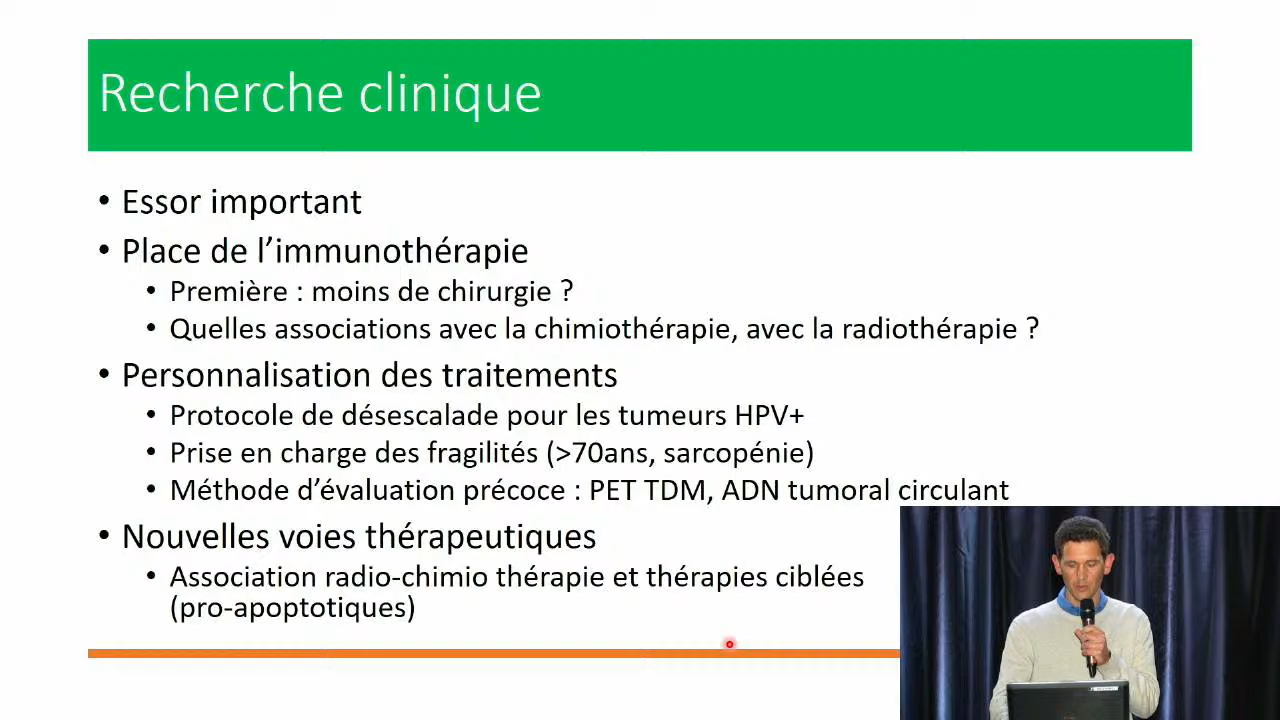 Recherche clinique
• Essor important
• Place de l’immunothérapie
• Première : moins de chirurgie ?
• Quelles associations avec la chimiothérapie, avec la radiothérapie ?
• Personnalisation des traitements
• Protocole de désescalade pour les tumeurs HPV+
• Prise en charge des fragilités (>70ans, sarcopénie)
• Méthode d’évaluation précoce : PET TDM, ADN tumoral circulant
• Nouvelles voies thérapeutiques
• Association radio-chimio thérapie et thérapies ciblées
(pro-apoptotiques)